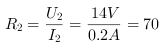 R₂ = U₂/I₂ = 14V/0.2A = 70